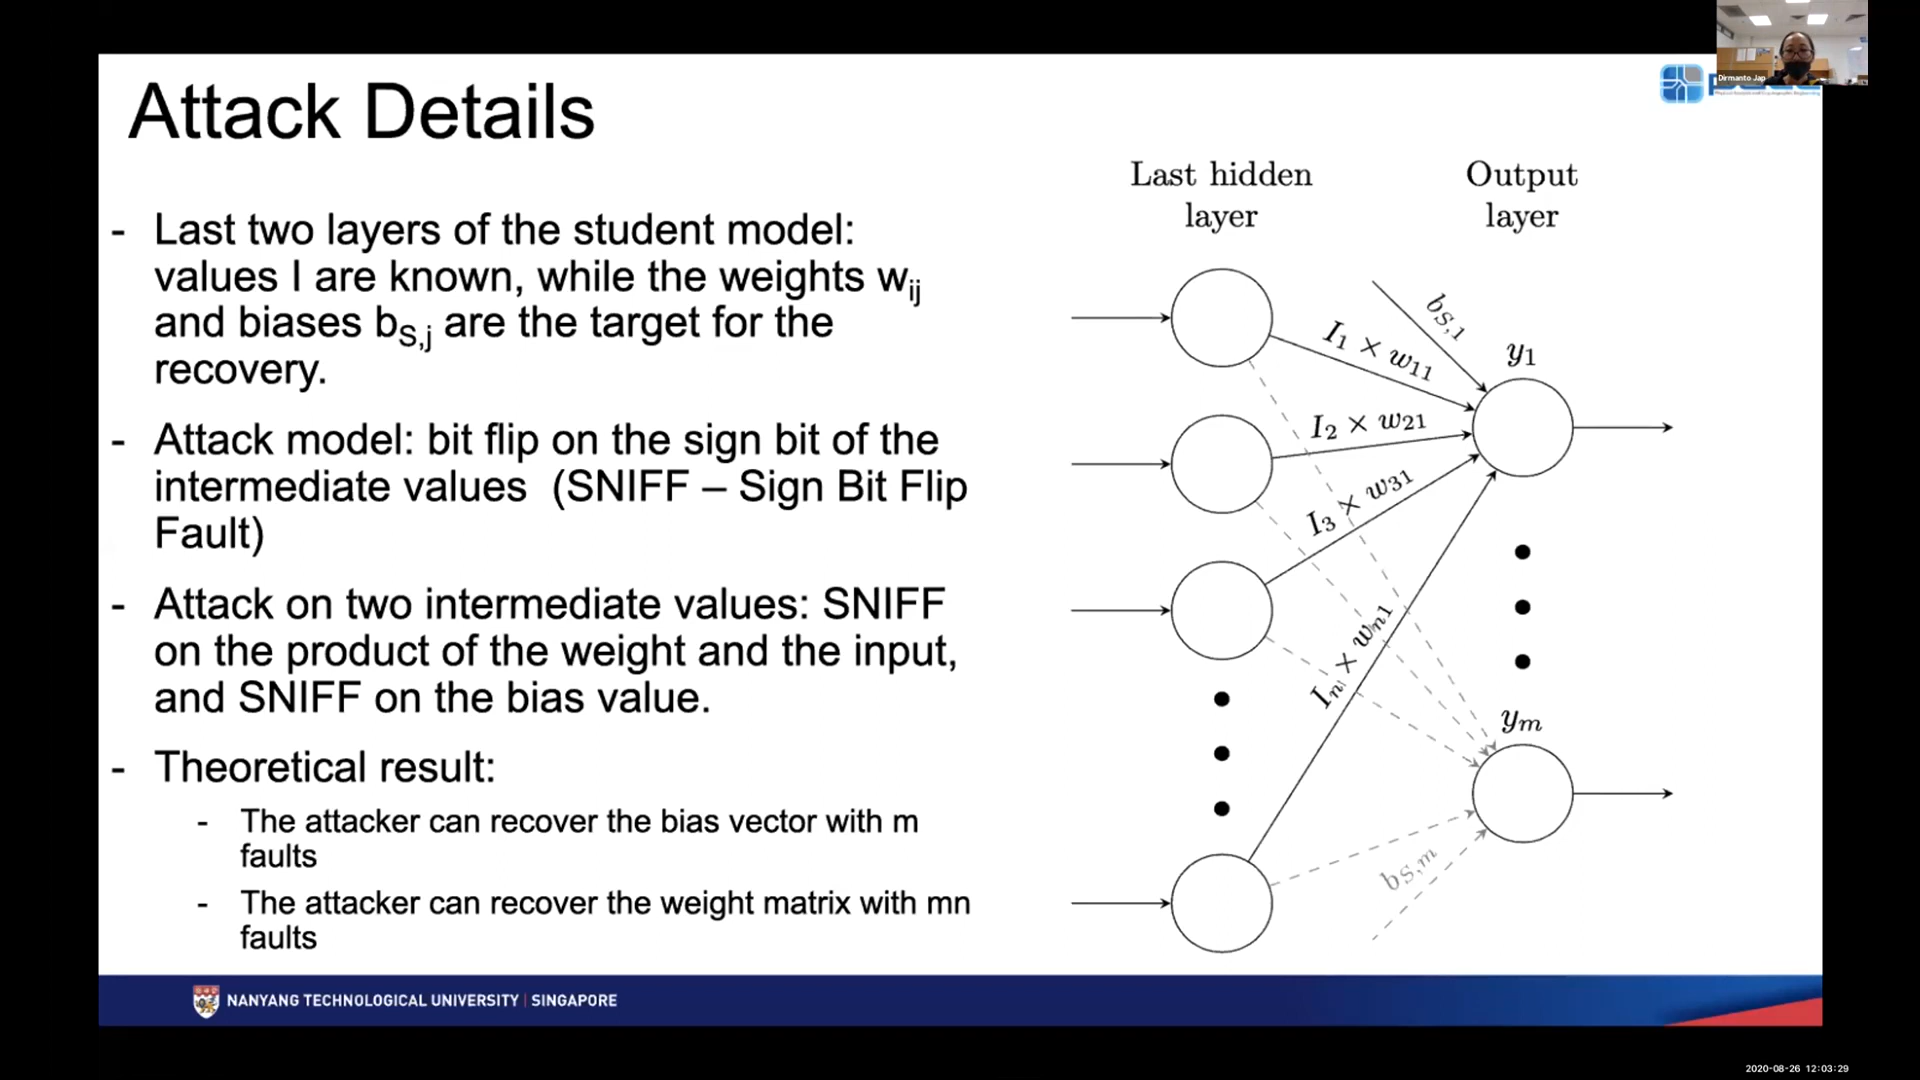 Dirmanto Jap
Attack Details
- Last two layers of the student model:
values I are known, while the weights w_ij
and biases b_S,j are the target for the
recovery.
- Attack model: bit flip on the sign bit of the
intermediate values (SNIFF – Sign Bit Flip
Fault)
- Attack on two intermediate values: SNIFF
on the product of the weight and the input,
and SNIFF on the bias value.
- Theoretical result:
- The attacker can recover the bias vector with m
faults
- The attacker can recover the weight matrix with mn
faults
Last hidden
layer
Output
layer
b_S,1
I_1 × w_11
y_1
I_2 × w_21
I_3 × w_31
I_n × w_n1
y_m
b_S,m
NANYANG TECHNOLOGICAL UNIVERSITY | SINGAPORE
2020-08-26 12:03:29